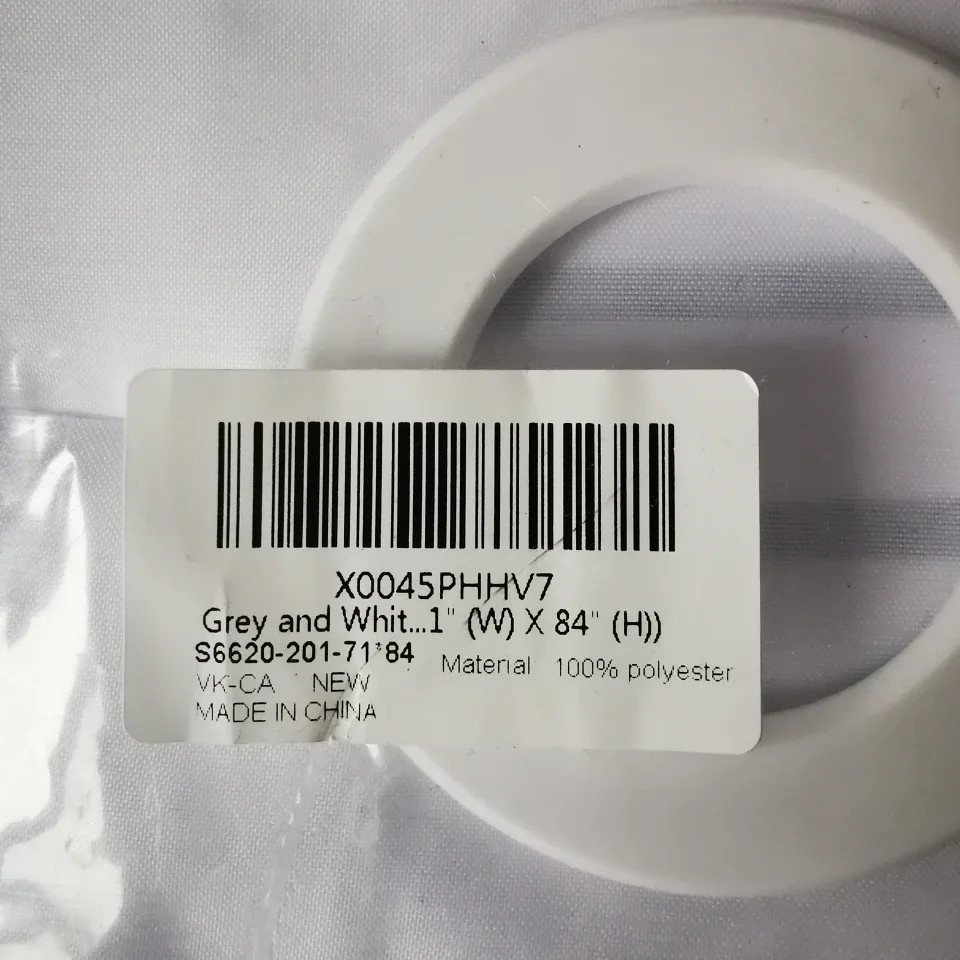 X0045PHHV7
Grey and Whit...1" (W) X 84" (H))
S6620-201-71*84
Material 100% polyester
VK-CA NEW
MADE IN CHINA